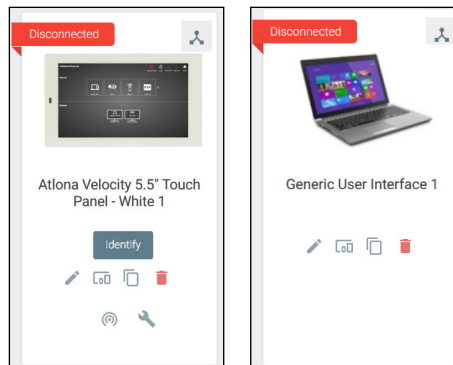 Disconnected
Atlona Velocity 5.5" Touch
Panel - White 1
Identify
Disconnected
Generic User Interface 1